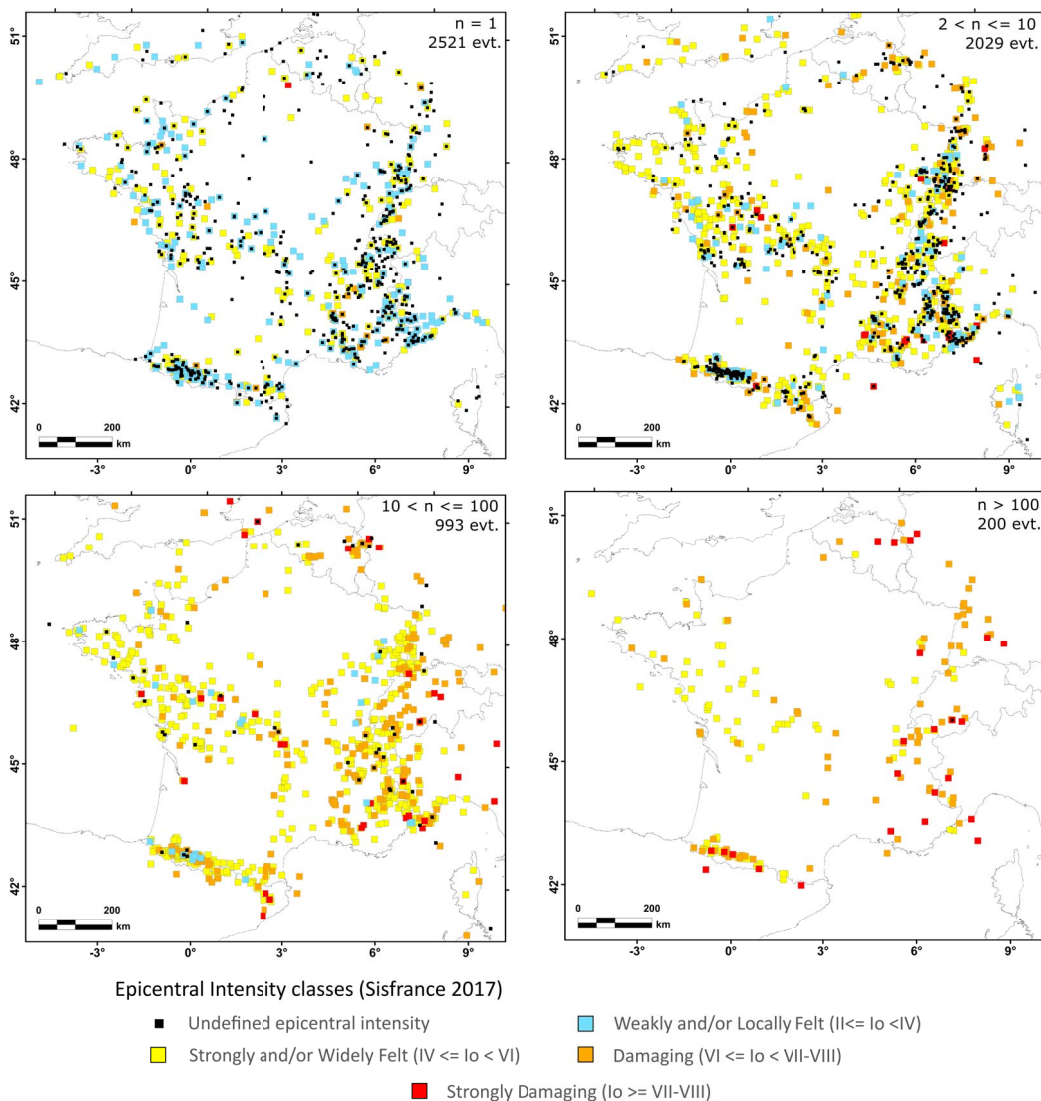 n = 1
2521 evt.
51°
48°
45°
42°
0 200
km
-3° 0° 3° 6° 9°
2 < n <= 10
2029 evt.
51°
48°
45°
42°
0 200
km
-3° 0° 3° 6° 9°
10 < n <= 100
993 evt.
51°
48°
45°
42°
0 200
km
-3° 0° 3° 6° 9°
n > 100
200 evt.
51°
48°
45°
42°
0 200
km
-3° 0° 3° 6° 9°
Epicentral Intensity classes (Sisfrance 2017)
Undefined epicentral intensity
Weakly and/or Locally Felt (II<= Io <IV)
Strongly and/or Widely Felt (IV <= Io < VI)
Damaging (VI <= Io < VII-VIII)
Strongly Damaging (Io >= VII-VIII)